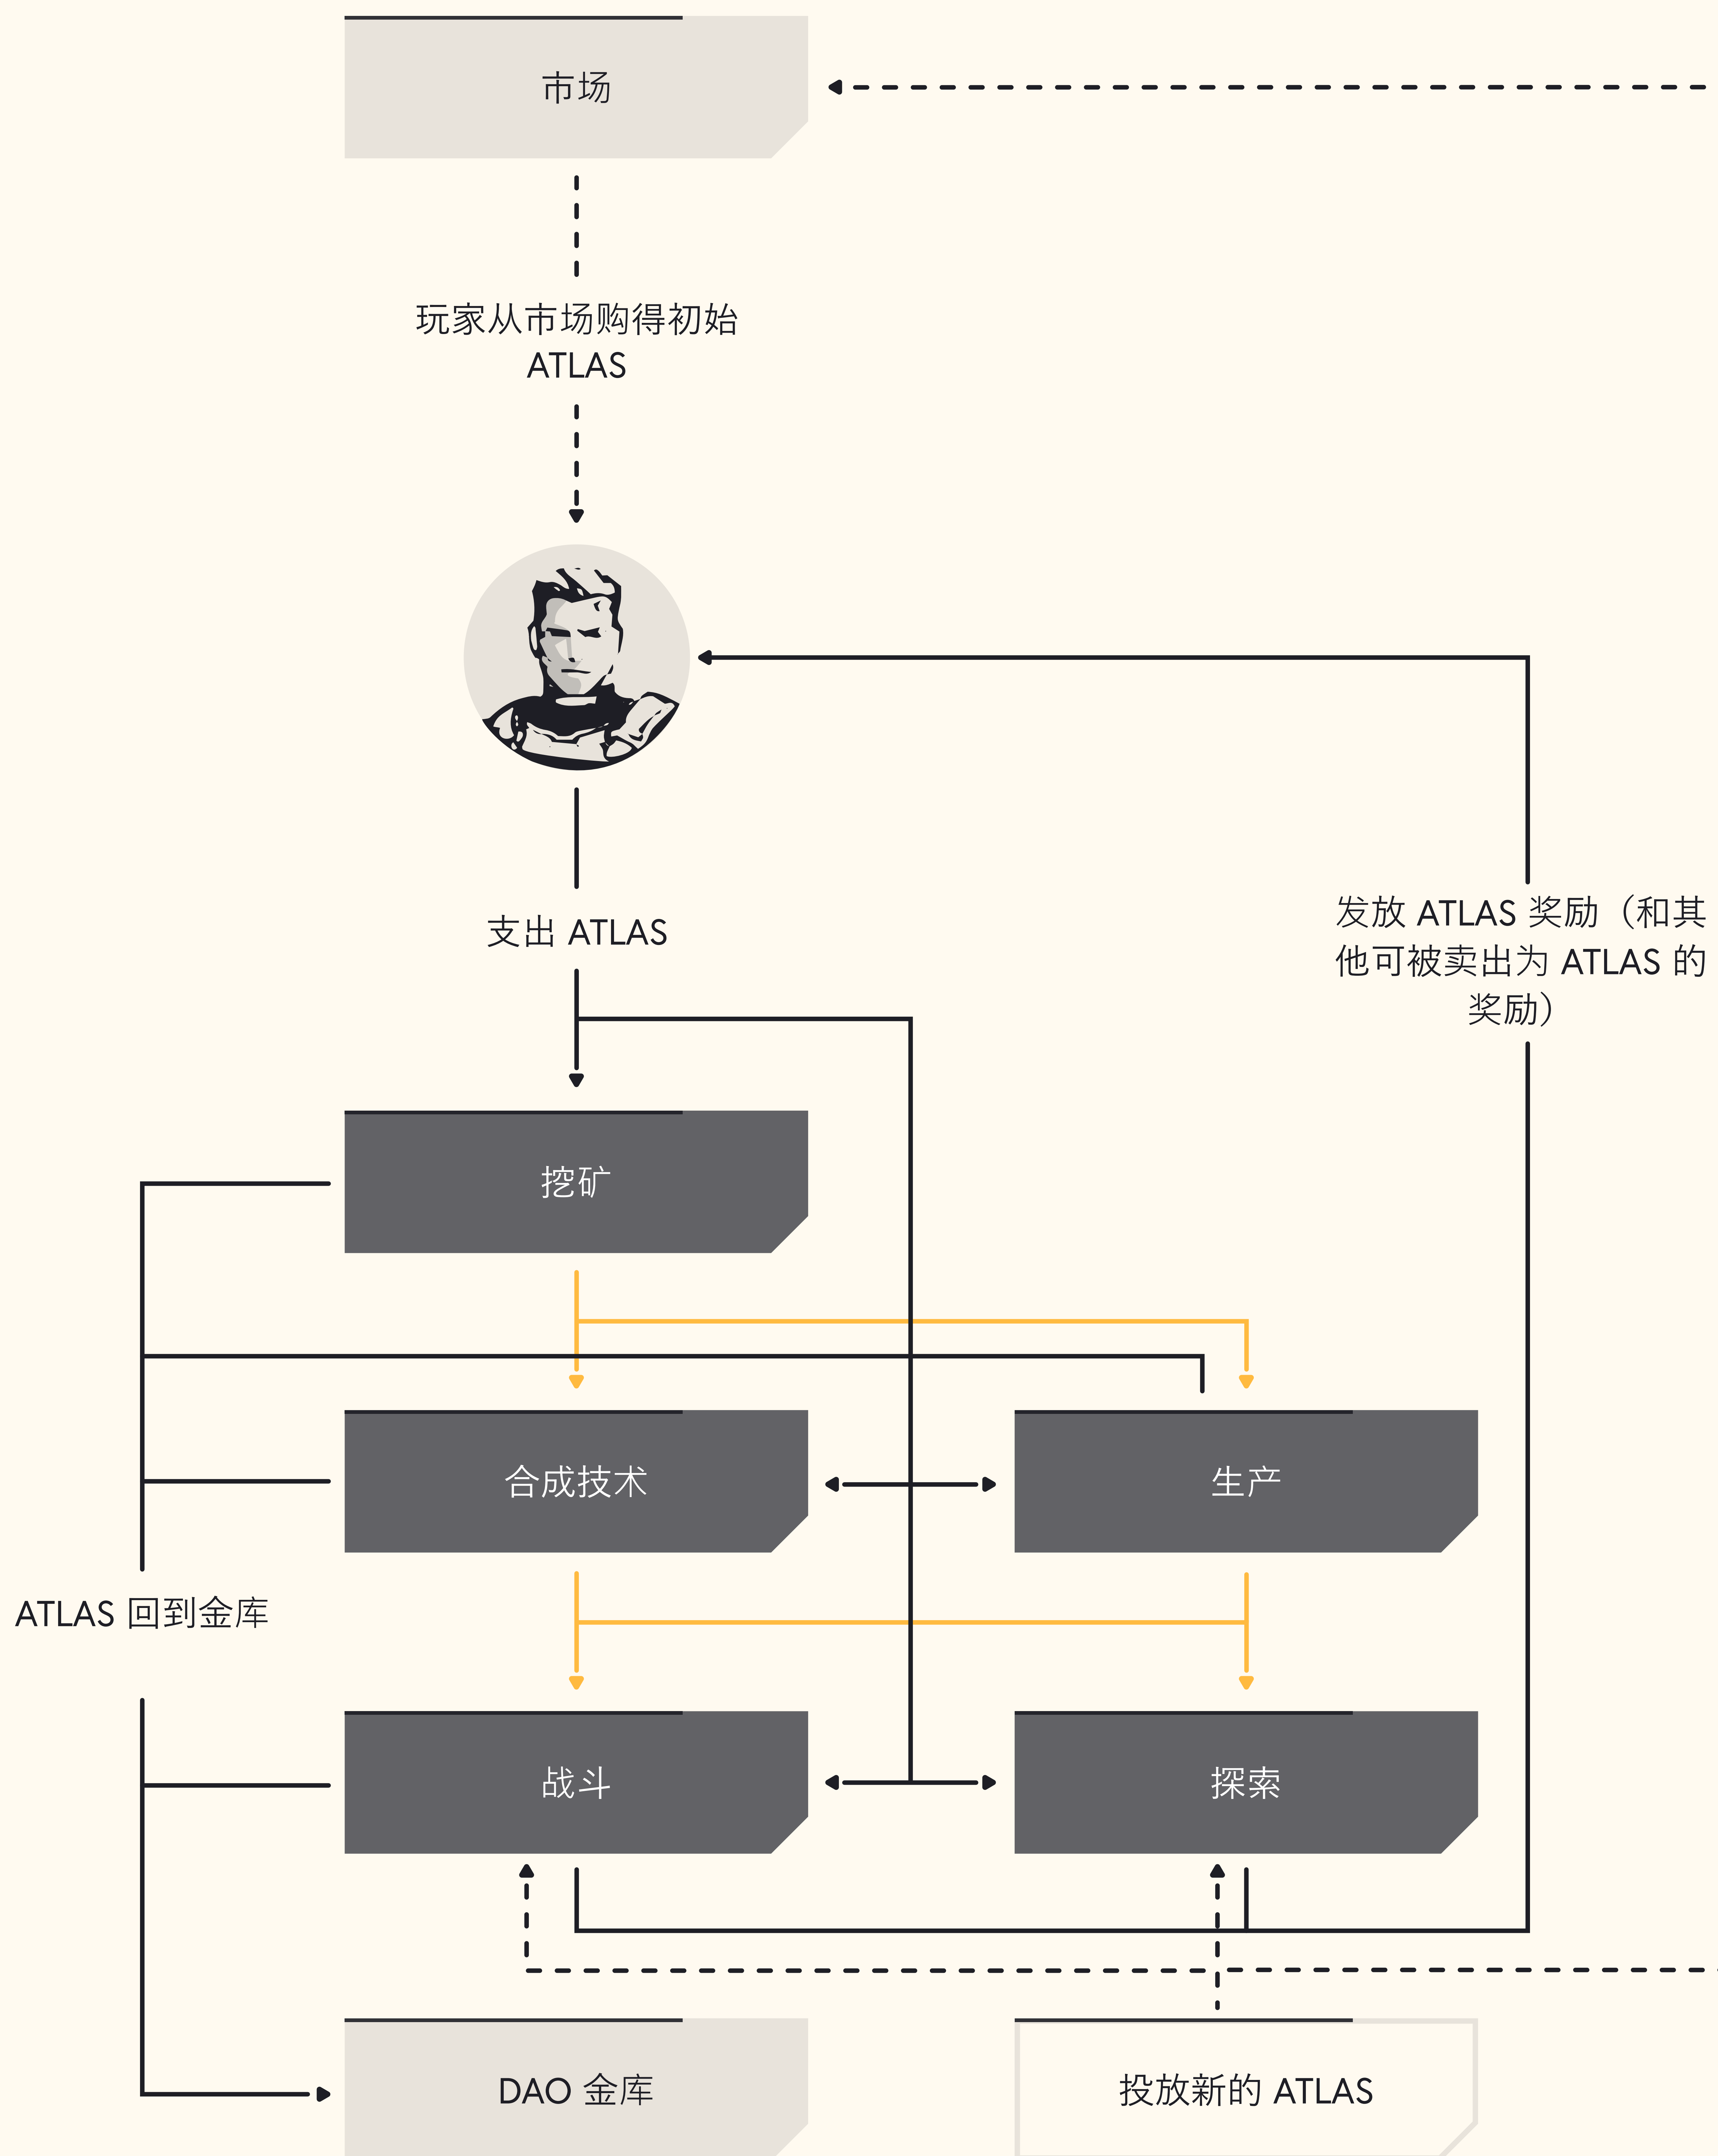 市场
玩家从市场购得初始
ATLAS
支出 ATLAS
发放 ATLAS 奖励（和其
他可被卖出为 ATLAS 的
奖励）
挖矿
合成技术
生产
ATLAS 回到金库
战斗
探索
DAO 金库
投放新的 ATLAS